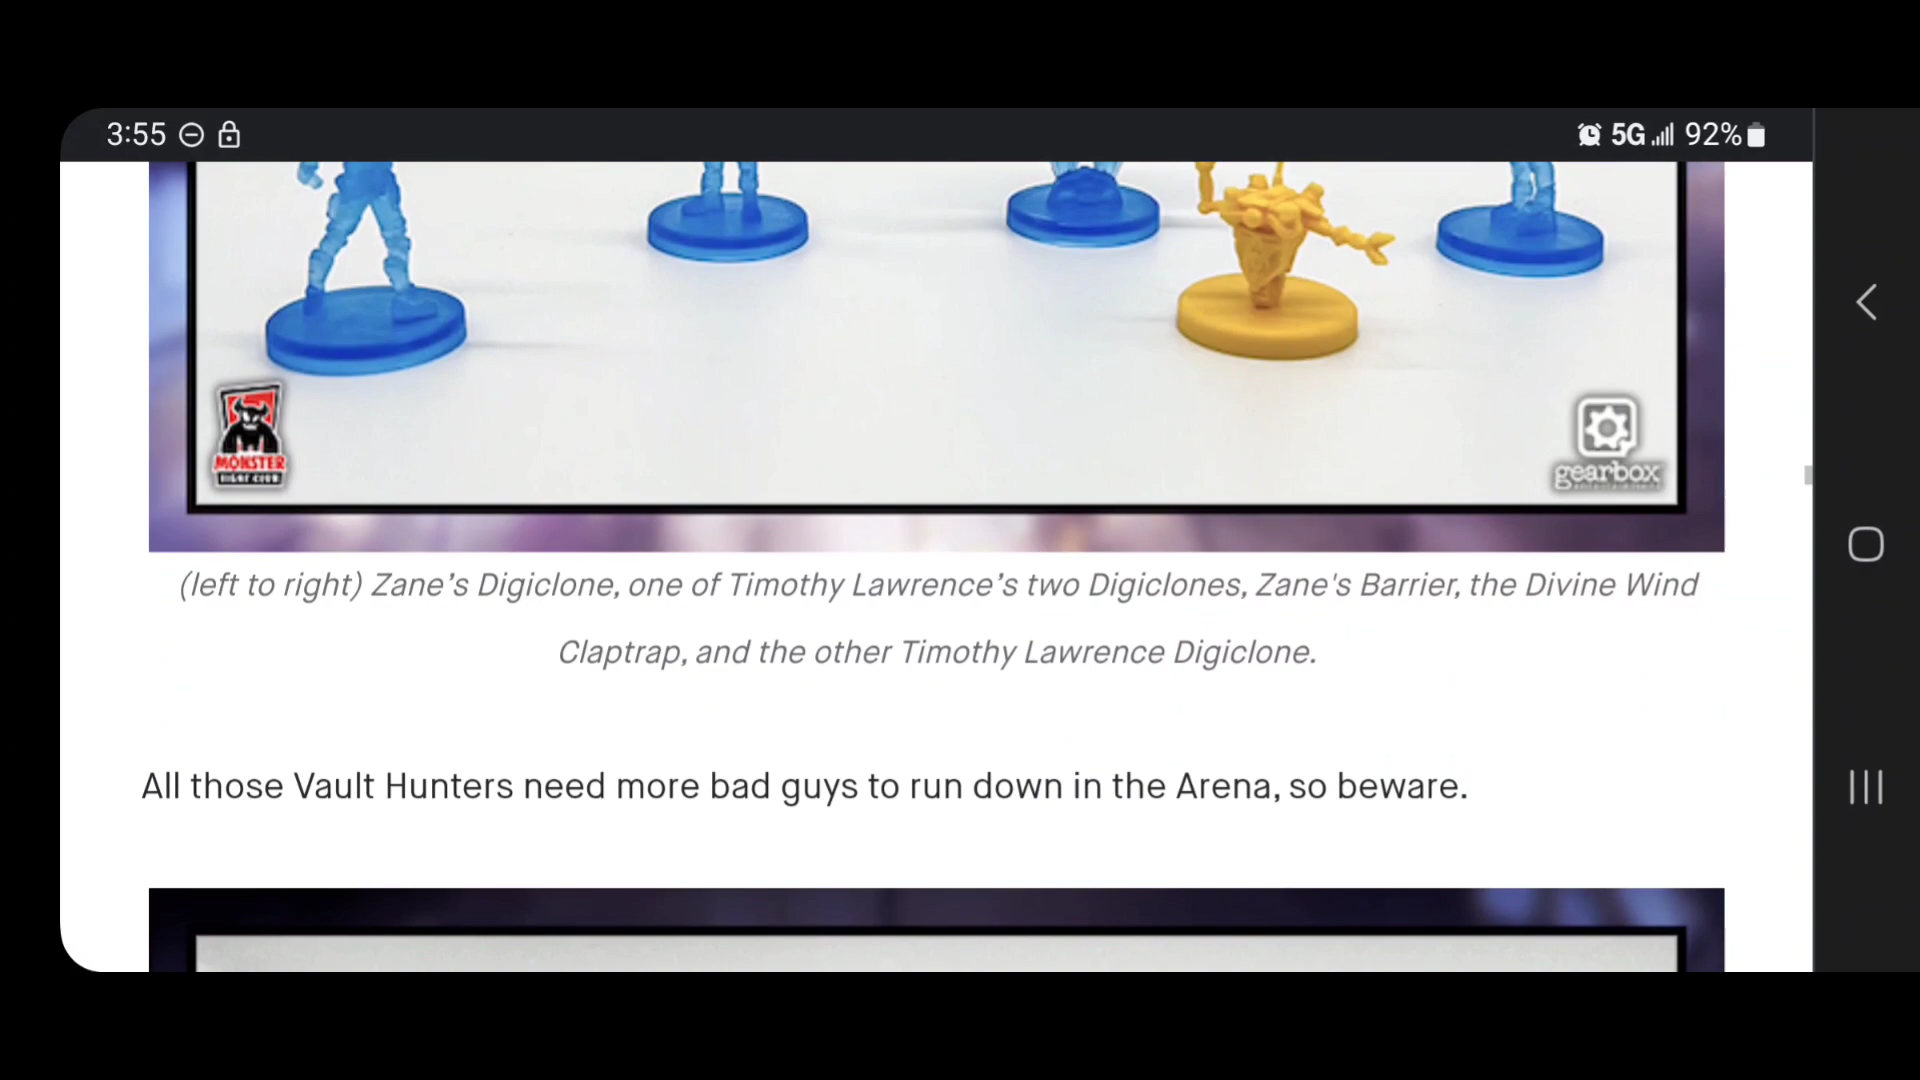 3:55
5G 92%
MONSTER
FIGHT CLUB
gearbox
(left to right) Zane’s Digiclone, one of Timothy Lawrence’s two Digiclones, Zane's Barrier, the Divine Wind
Claptrap, and the other Timothy Lawrence Digiclone.
All those Vault Hunters need more bad guys to run down in the Arena, so beware.